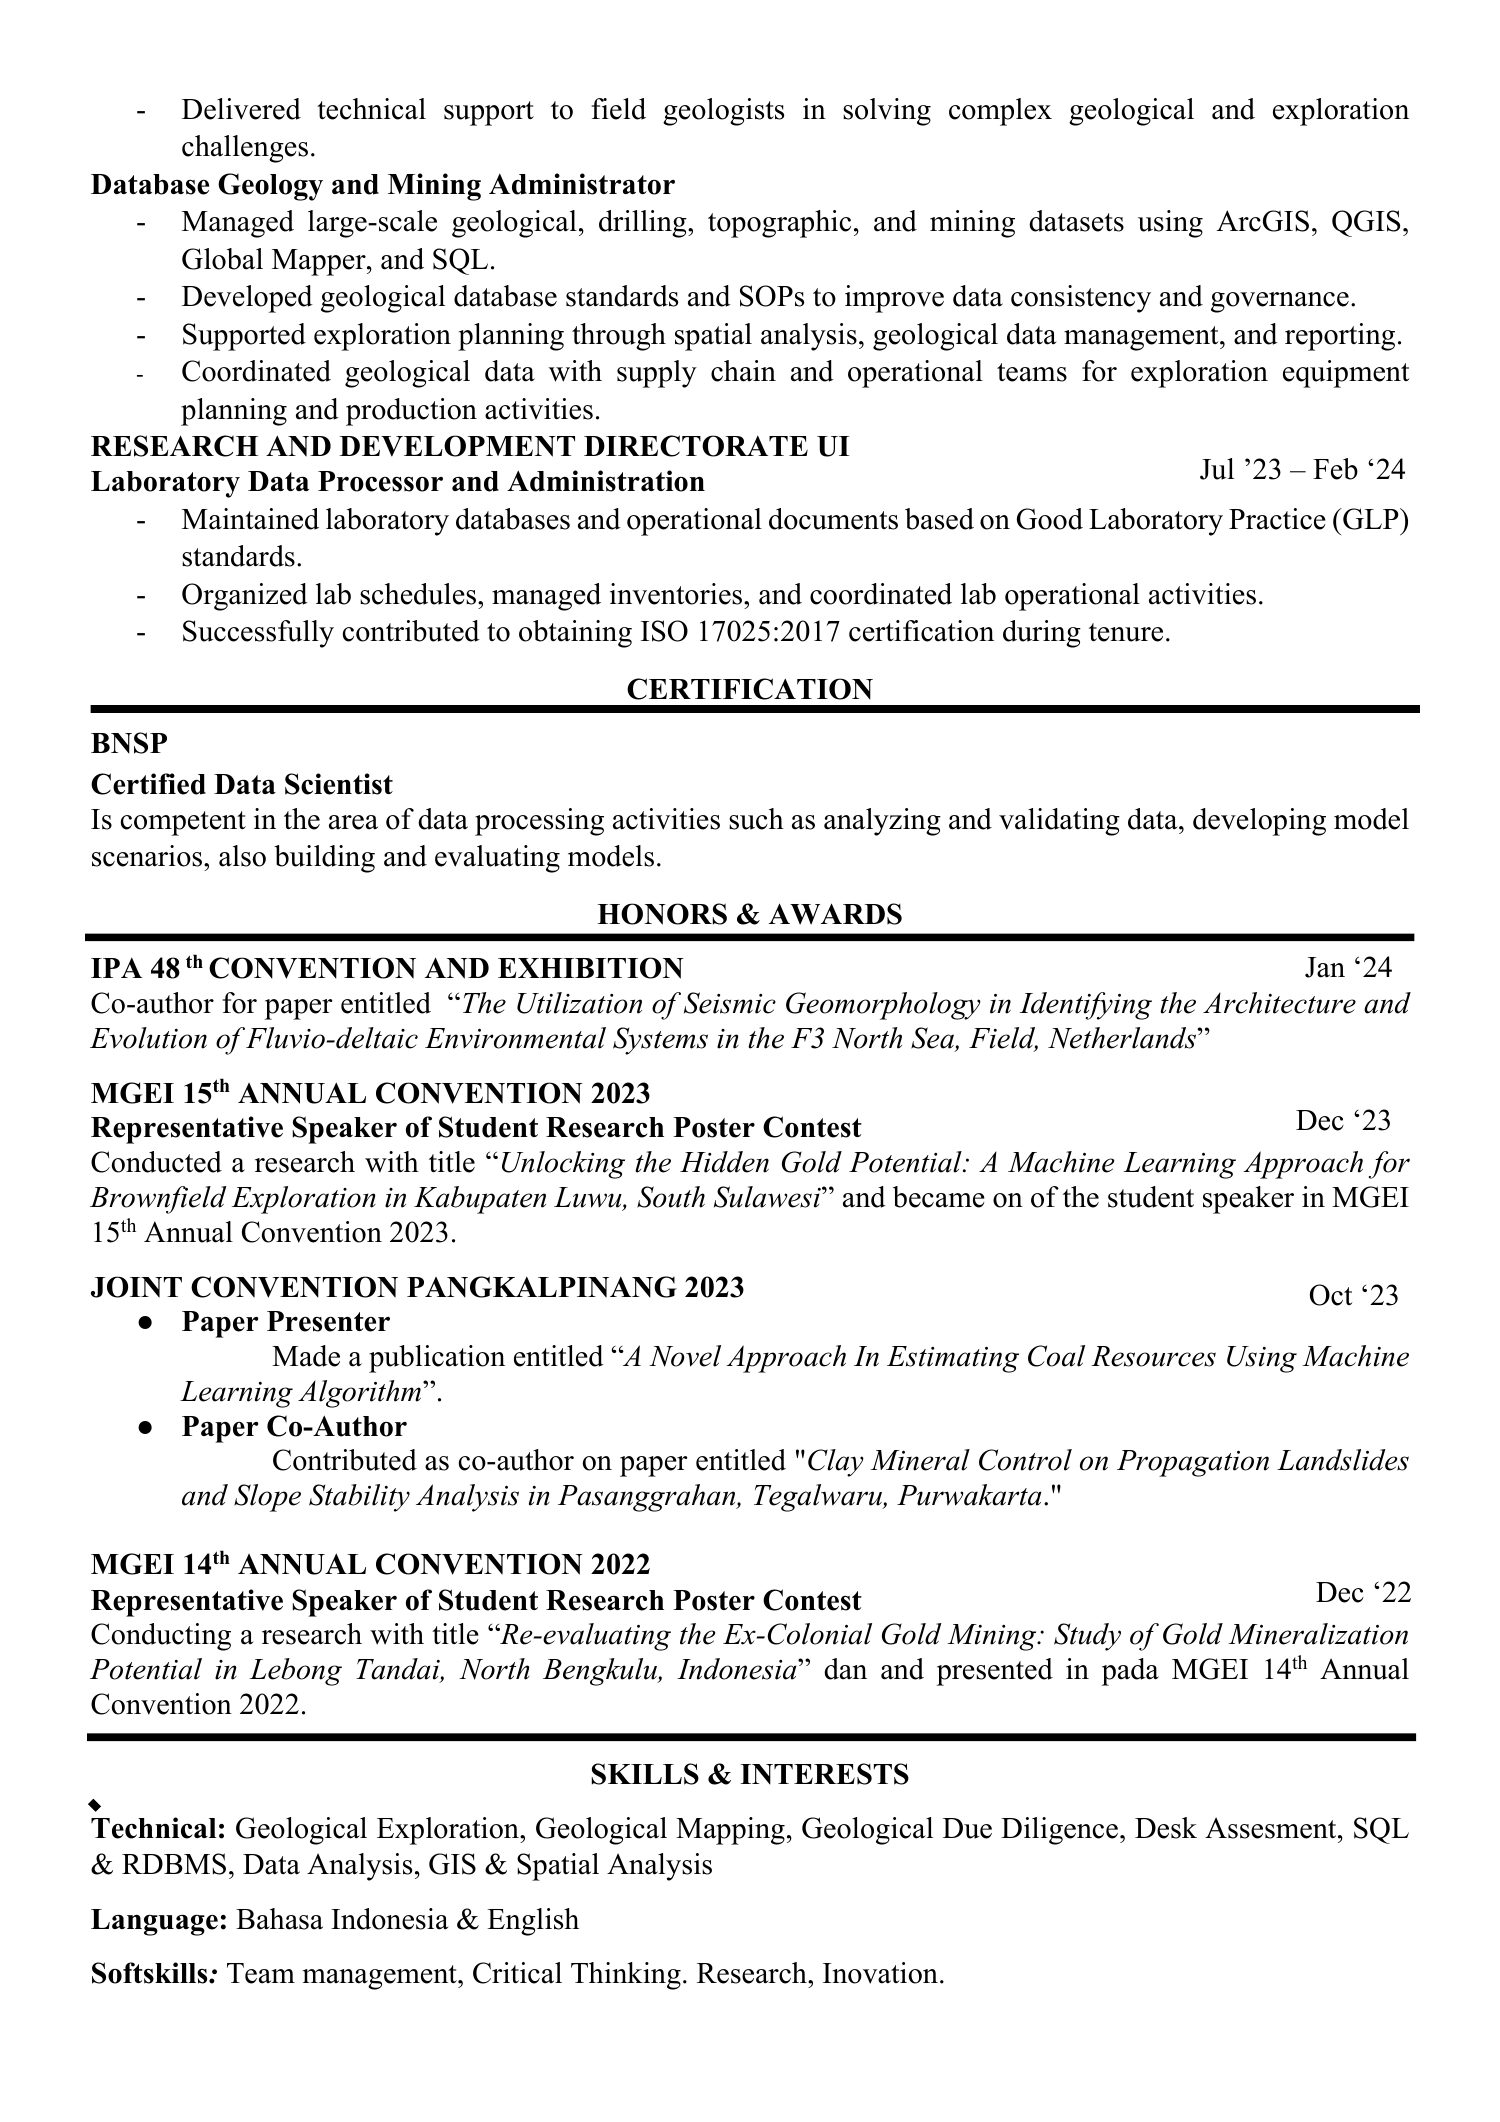 - Delivered technical support to field geologists in solving complex geological and exploration
challenges.
Database Geology and Mining Administrator
- Managed large-scale geological, drilling, topographic, and mining datasets using ArcGIS, QGIS,
Global Mapper, and SQL.
- Developed geological database standards and SOPs to improve data consistency and governance.
- Supported exploration planning through spatial analysis, geological data management, and reporting.
- Coordinated geological data with supply chain and operational teams for exploration equipment
planning and production activities.
RESEARCH AND DEVELOPMENT DIRECTORATE UI
Jul ’23 – Feb ‘24
Laboratory Data Processor and Administration
- Maintained laboratory databases and operational documents based on Good Laboratory Practice (GLP)
standards.
- Organized lab schedules, managed inventories, and coordinated lab operational activities.
- Successfully contributed to obtaining ISO 17025:2017 certification during tenure.
CERTIFICATION
BNSP
Certified Data Scientist
Is competent in the area of data processing activities such as analyzing and validating data, developing model
scenarios, also building and evaluating models.
HONORS & AWARDS
IPA 48 th CONVENTION AND EXHIBITION Jan ‘24
Co-author for paper entitled “The Utilization of Seismic Geomorphology in Identifying the Architecture and
Evolution of Fluvio-deltaic Environmental Systems in the F3 North Sea, Field, Netherlands”
MGEI 15th ANNUAL CONVENTION 2023
Representative Speaker of Student Research Poster Contest Dec ‘23
Conducted a research with title “Unlocking the Hidden Gold Potential: A Machine Learning Approach for
Brownfield Exploration in Kabupaten Luwu, South Sulawesi” and became on of the student speaker in MGEI
15th Annual Convention 2023.
JOINT CONVENTION PANGKALPINANG 2023 Oct ‘23
● Paper Presenter
Made a publication entitled “A Novel Approach In Estimating Coal Resources Using Machine
Learning Algorithm”.
● Paper Co-Author
Contributed as co-author on paper entitled "Clay Mineral Control on Propagation Landslides
and Slope Stability Analysis in Pasanggrahan, Tegalwaru, Purwakarta."
MGEI 14th ANNUAL CONVENTION 2022
Representative Speaker of Student Research Poster Contest Dec ‘22
Conducting a research with title “Re-evaluating the Ex-Colonial Gold Mining: Study of Gold Mineralization
Potential in Lebong Tandai, North Bengkulu, Indonesia” dan and presented in pada MGEI 14th Annual
Convention 2022.
SKILLS & INTERESTS
Technical: Geological Exploration, Geological Mapping, Geological Due Diligence, Desk Assesment, SQL
& RDBMS, Data Analysis, GIS & Spatial Analysis
Language: Bahasa Indonesia & English
Softskills: Team management, Critical Thinking. Research, Inovation.